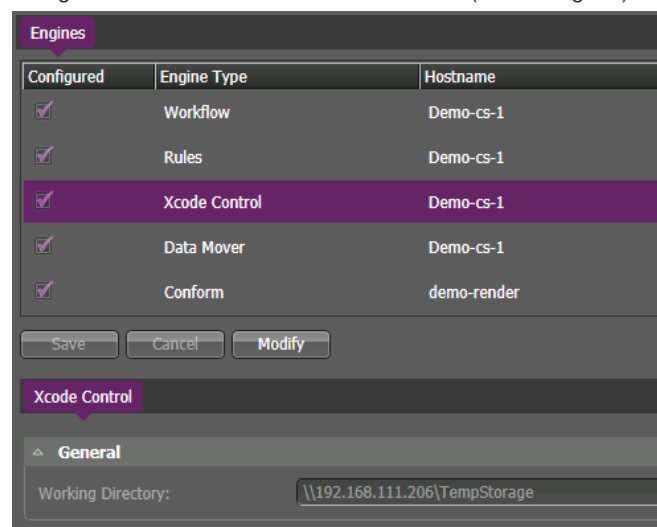 Engines
Configured Engine Type Hostname
Workflow Demo-cs-1
Rules Demo-cs-1
Xcode Control Demo-cs-1
Data Mover Demo-cs-1
Conform demo-render
Save Cancel Modify
Xcode Control
General
Working Directory: \\192.168.111.206\TempStorage